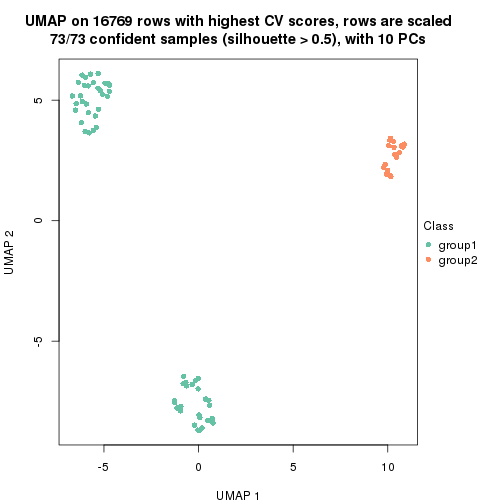 UMAP on 16769 rows with highest CV scores, rows are scaled
73/73 confident samples (silhouette > 0.5), with 10 PCs
5
0
-5
UMAP 2
-5
0
5
10
UMAP 1
Class
group1
group2